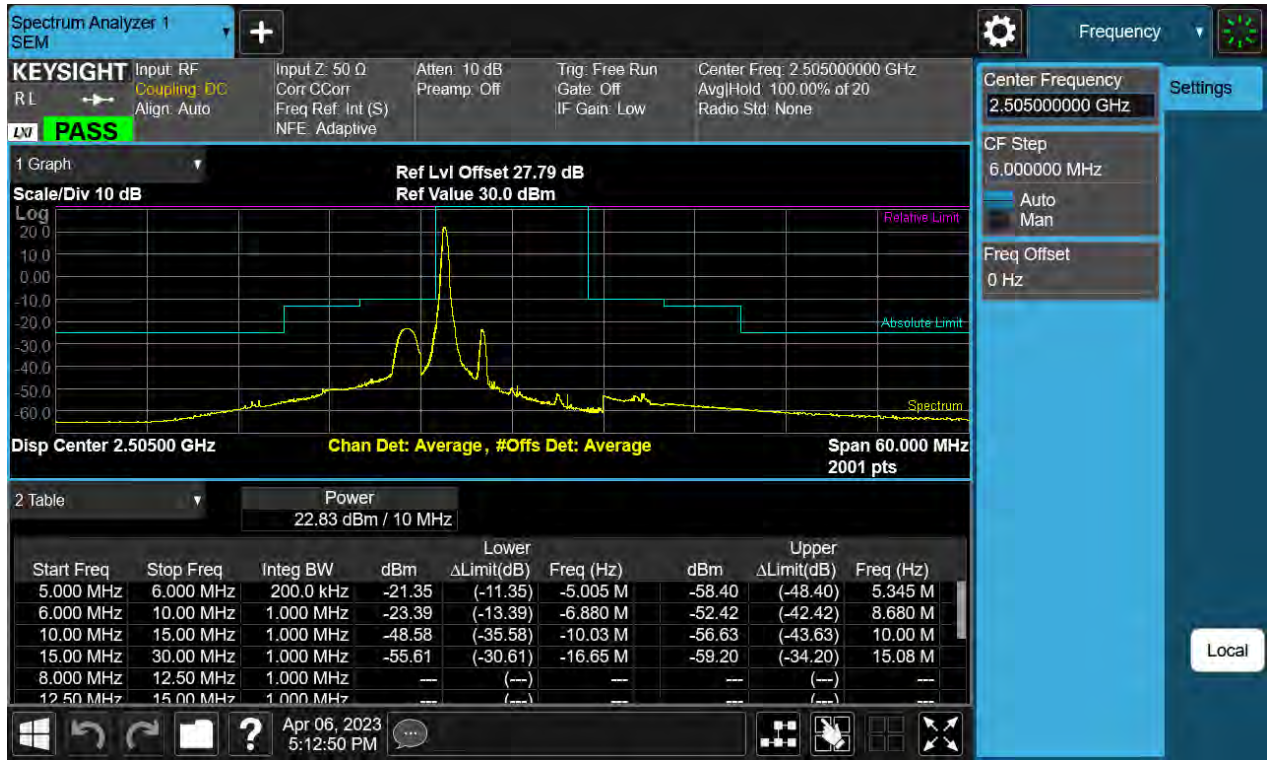 Spectrum Analyzer 1
SEM
Frequency
KEYSIGHT
RL
LXI
PASS
Input: RF
Coupling: DC
Align: Auto
Input Z: 50 Ω
Corr CCorr
Freq Ref: Int (S)
NFE: Adaptive
Atten: 10 dB
Preamp: Off
Trig: Free Run
Gate: Off
IF Gain: Low
Center Freq: 2.505000000 GHz
Avg|Hold: 100.00% of 20
Radio Std: None
Center Frequency
2.505000000 GHz
Settings
CF Step
6.000000 MHz
Auto
Man
Freq Offset
0 Hz
Local
1 Graph
Scale/Div 10 dB
Ref Lvl Offset 27.79 dB
Ref Value 30.0 dBm
Log
20.0
10.0
0.00
-10.0
-20.0
-30.0
-40.0
-50.0
-60.0
Relative Limit
Absolute Limit
Spectrum
Disp Center 2.50500 GHz
Chan Det: Average, #Offs Det: Average
Span 60.000 MHz
2001 pts
2 Table
Power
22.83 dBm / 10 MHz
Lower Upper
Start Freq Stop Freq Integ BW dBm ΔLimit(dB) Freq (Hz) dBm ΔLimit(dB) Freq (Hz)
5.000 MHz 6.000 MHz 200.0 kHz -21.35 (-11.35) -5.005 M -58.40 (-48.40) 5.345 M
6.000 MHz 10.00 MHz 1.000 MHz -23.39 (-13.39) -6.880 M -52.42 (-42.42) 8.680 M
10.00 MHz 15.00 MHz 1.000 MHz -48.58 (-35.58) -10.03 M -56.63 (-43.63) 10.00 M
15.00 MHz 30.00 MHz 1.000 MHz -55.61 (-30.61) -16.65 M -59.20 (-34.20) 15.08 M
8.000 MHz 12.50 MHz 1.000 MHz --- (---) --- --- (---) ---
12.50 MHz 15.00 MHz 1.000 MHz --- (---) --- --- (---) ---
?
Apr 06, 2023
5:12:50 PM